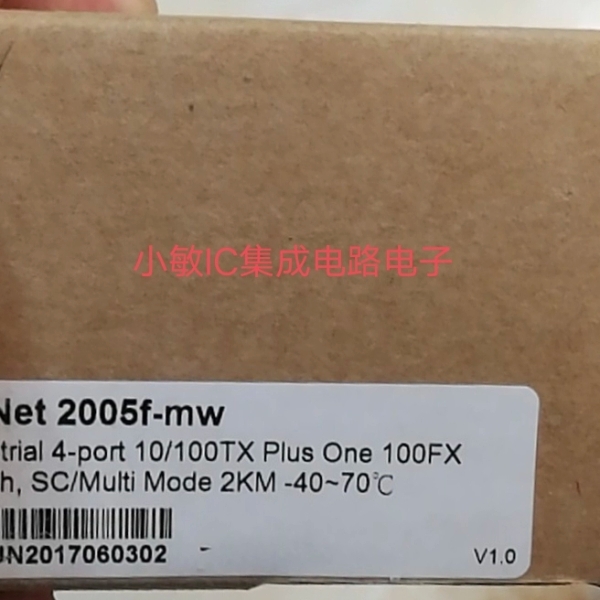 小敏IC集成电路电子
Net 2005f-mw
trial 4-port 10/100TX Plus One 100FX
h, SC/Multi Mode 2KM -40~70℃
UN2017060302
V1.0